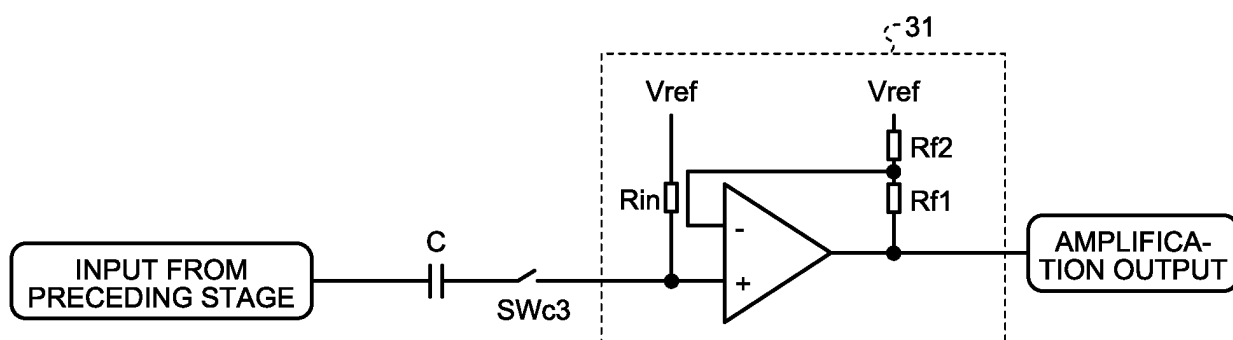 31
Vref
Vref
Rf2
Rin
Rf1
-
+
C
SWc3
INPUT FROM
PRECEDING STAGE
AMPLIFICA-
TION OUTPUT